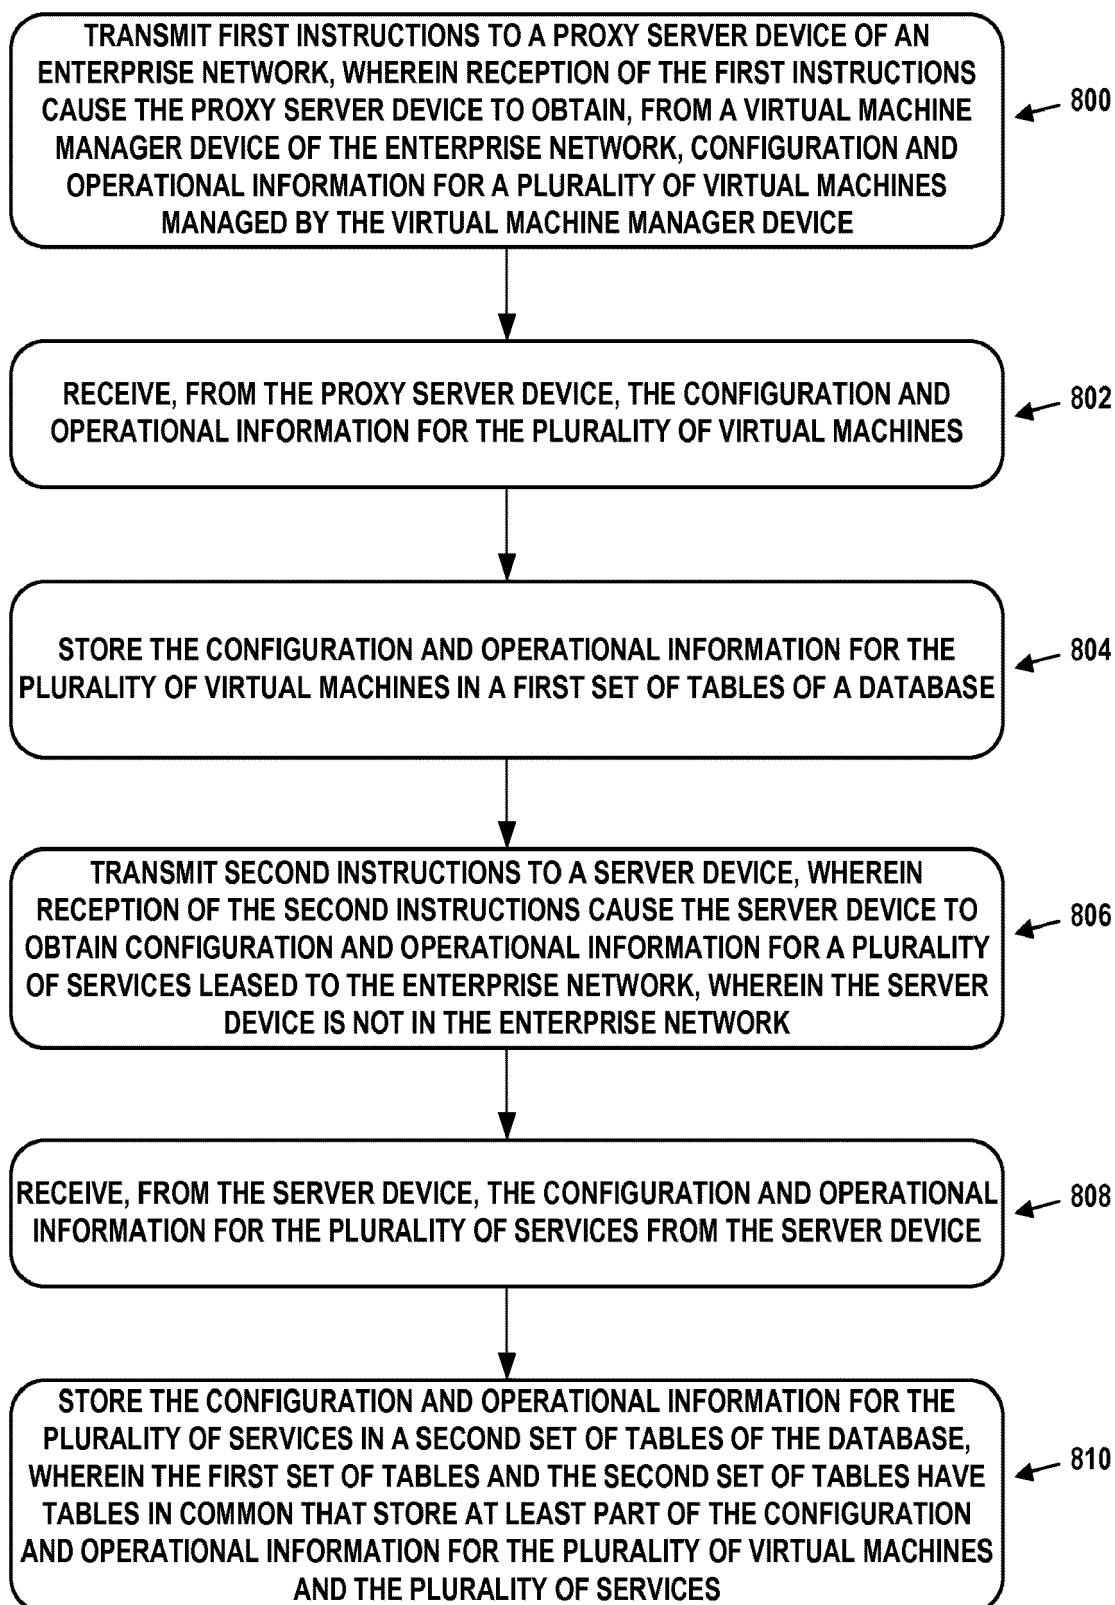 TRANSMIT FIRST INSTRUCTIONS TO A PROXY SERVER DEVICE OF AN
ENTERPRISE NETWORK, WHEREIN RECEPTION OF THE FIRST INSTRUCTIONS
CAUSE THE PROXY SERVER DEVICE TO OBTAIN, FROM A VIRTUAL MACHINE
MANAGER DEVICE OF THE ENTERPRISE NETWORK, CONFIGURATION AND
OPERATIONAL INFORMATION FOR A PLURALITY OF VIRTUAL MACHINES
MANAGED BY THE VIRTUAL MACHINE MANAGER DEVICE
800
RECEIVE, FROM THE PROXY SERVER DEVICE, THE CONFIGURATION AND
OPERATIONAL INFORMATION FOR THE PLURALITY OF VIRTUAL MACHINES
802
STORE THE CONFIGURATION AND OPERATIONAL INFORMATION FOR THE
PLURALITY OF VIRTUAL MACHINES IN A FIRST SET OF TABLES OF A DATABASE
804
TRANSMIT SECOND INSTRUCTIONS TO A SERVER DEVICE, WHEREIN
RECEPTION OF THE SECOND INSTRUCTIONS CAUSE THE SERVER DEVICE TO
OBTAIN CONFIGURATION AND OPERATIONAL INFORMATION FOR A PLURALITY
OF SERVICES LEASED TO THE ENTERPRISE NETWORK, WHEREIN THE SERVER
DEVICE IS NOT IN THE ENTERPRISE NETWORK
806
RECEIVE, FROM THE SERVER DEVICE, THE CONFIGURATION AND OPERATIONAL
INFORMATION FOR THE PLURALITY OF SERVICES FROM THE SERVER DEVICE
808
STORE THE CONFIGURATION AND OPERATIONAL INFORMATION FOR THE
PLURALITY OF SERVICES IN A SECOND SET OF TABLES OF THE DATABASE,
WHEREIN THE FIRST SET OF TABLES AND THE SECOND SET OF TABLES HAVE
TABLES IN COMMON THAT STORE AT LEAST PART OF THE CONFIGURATION
AND OPERATIONAL INFORMATION FOR THE PLURALITY OF VIRTUAL MACHINES
AND THE PLURALITY OF SERVICES
810